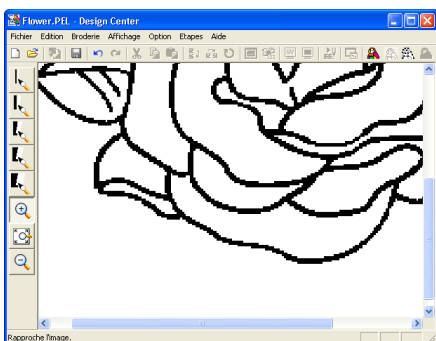 Flower.PEL - Design Center
Fichier Edition Broderie Affichage Option Etapes Aide
Rapproche l'image.